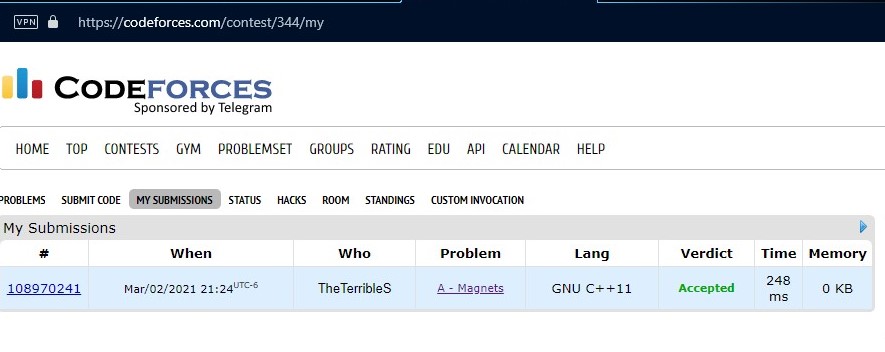 VPN https://codeforces.com/contest/344/my
CODEFORCES
Sponsored by Telegram
HOME TOP CONTESTS GYM PROBLEMSET GROUPS RATING EDU API CALENDAR HELP
PROBLEMS SUBMIT CODE MY SUBMISSIONS STATUS HACKS ROOM STANDINGS CUSTOM INVOCATION
My Submissions
# When Who Problem Lang Verdict Time Memory
108970241 Mar/02/2021 21:24 UTC-6 TheTerribleS A - Magnets GNU C++11 Accepted 248 ms 0 KB